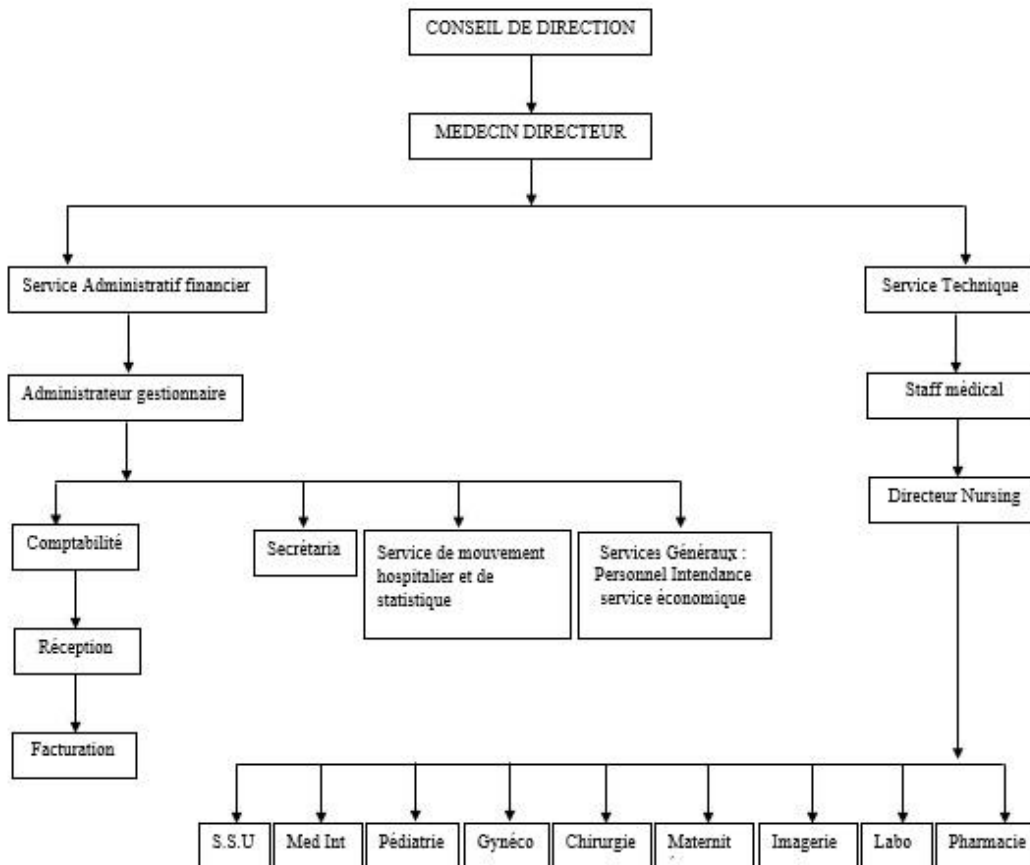 CONSEIL DE DIRECTION
MEDECIN DIRECTEUR
Service Administratif financier
Service Technique
Administrateur gestionnaire
Staff médical
Directeur Nursing
Comptabilité
Secrétaria
Service de mouvement
hospitalier et de
statistique
Services Généraux :
Personnel Intendance
service économique
Réception
Facturation
S.S.U
Med Int
Pédiatrie
Gynéco
Chirurgie
Maternit
Imagerie
Labo
Pharmacie